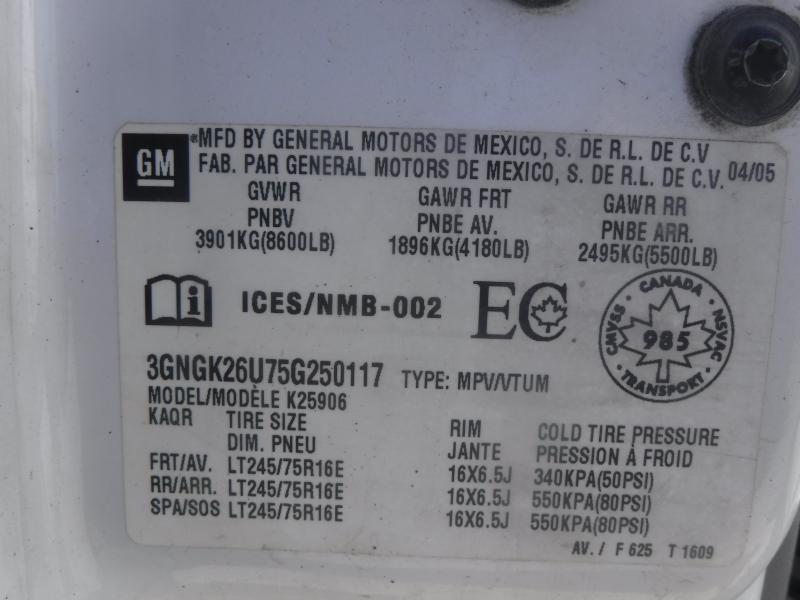 GM
MFD BY GENERAL MOTORS DE MEXICO, S. DE R.L. DE C.V
FAB. PAR GENERAL MOTORS DE MEXICO, S. DE R.L. DE C.V. 04/05
GVWR GAWR FRT GAWR RR
PNBV PNBE AV. PNBE ARR.
3901KG(8600LB) 1896KG(4180LB) 2495KG(5500LB)
i ICES/NMB-002 EC
CANADA
CMVSS 985 NSVAC
TRANSPORT
3GNGK26U75G250117 TYPE: MPV/VTUM
MODEL/MODÈLE K25906
KAQR TIRE SIZE RIM COLD TIRE PRESSURE
DIM. PNEU JANTE PRESSION À FROID
FRT/AV. LT245/75R16E 16X6.5J 340KPA(50PSI)
RR/ARR. LT245/75R16E 16X6.5J 550KPA(80PSI)
SPA/SOS LT245/75R16E 16X6.5J 550KPA(80PSI)
AV. / F 625 T 1609